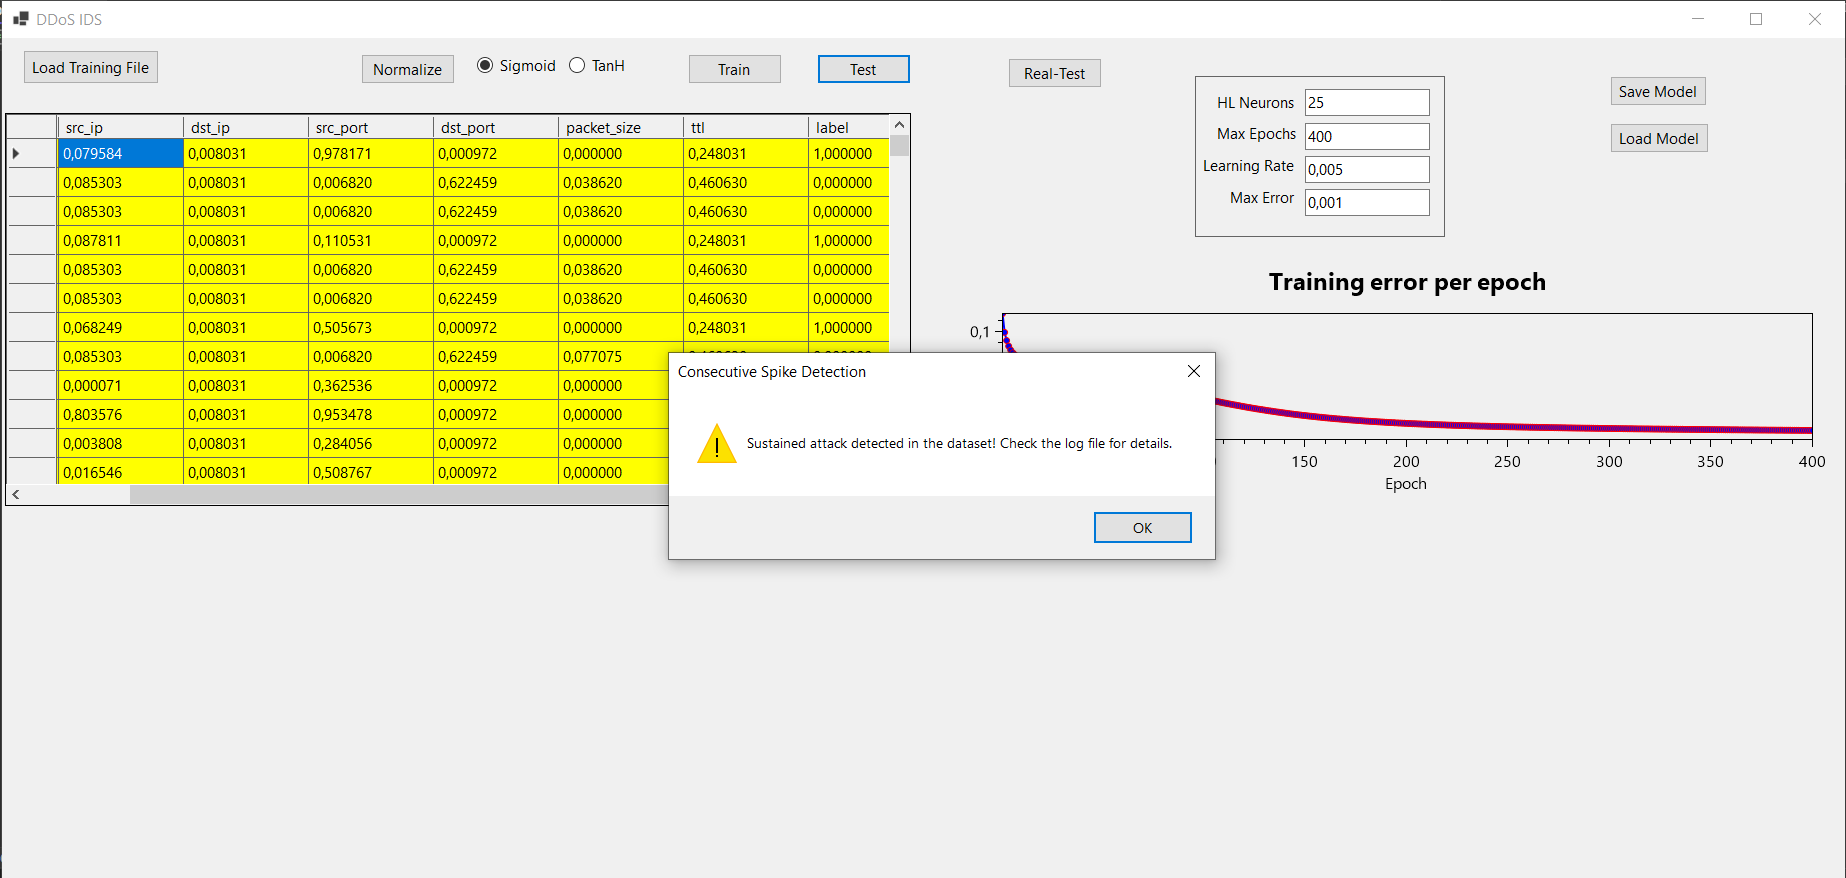 DDoS IDS
Load Training File
Normalize
Sigmoid
TanH
Train
Test
Real-Test
src_ip dst_ip src_port dst_port packet_size ttl label
0,079584 0,008031 0,978171 0,000972 0,000000 0,248031 1,000000
0,085303 0,008031 0,006820 0,622459 0,038620 0,460630 0,000000
0,085303 0,008031 0,006820 0,622459 0,038620 0,460630 0,000000
0,087811 0,008031 0,110531 0,000972 0,000000 0,248031 1,000000
0,085303 0,008031 0,006820 0,622459 0,038620 0,460630 0,000000
0,085303 0,008031 0,006820 0,622459 0,038620 0,460630 0,000000
0,068249 0,008031 0,505673 0,000972 0,000000 0,248031 1,000000
0,085303 0,008031 0,006820 0,622459 0,077075
0,000071 0,008031 0,362536 0,000972 0,000000
0,803576 0,008031 0,953478 0,000972 0,000000
0,003808 0,008031 0,284056 0,000972 0,000000
0,016546 0,008031 0,508767 0,000972 0,000000
HL Neurons 25
Max Epochs 400
Learning Rate 0,005
Max Error 0,001
Save Model
Load Model
Training error per epoch
0,1
150 200 250 300 350 400
Epoch
Consecutive Spike Detection
Sustained attack detected in the dataset! Check the log file for details.
OK